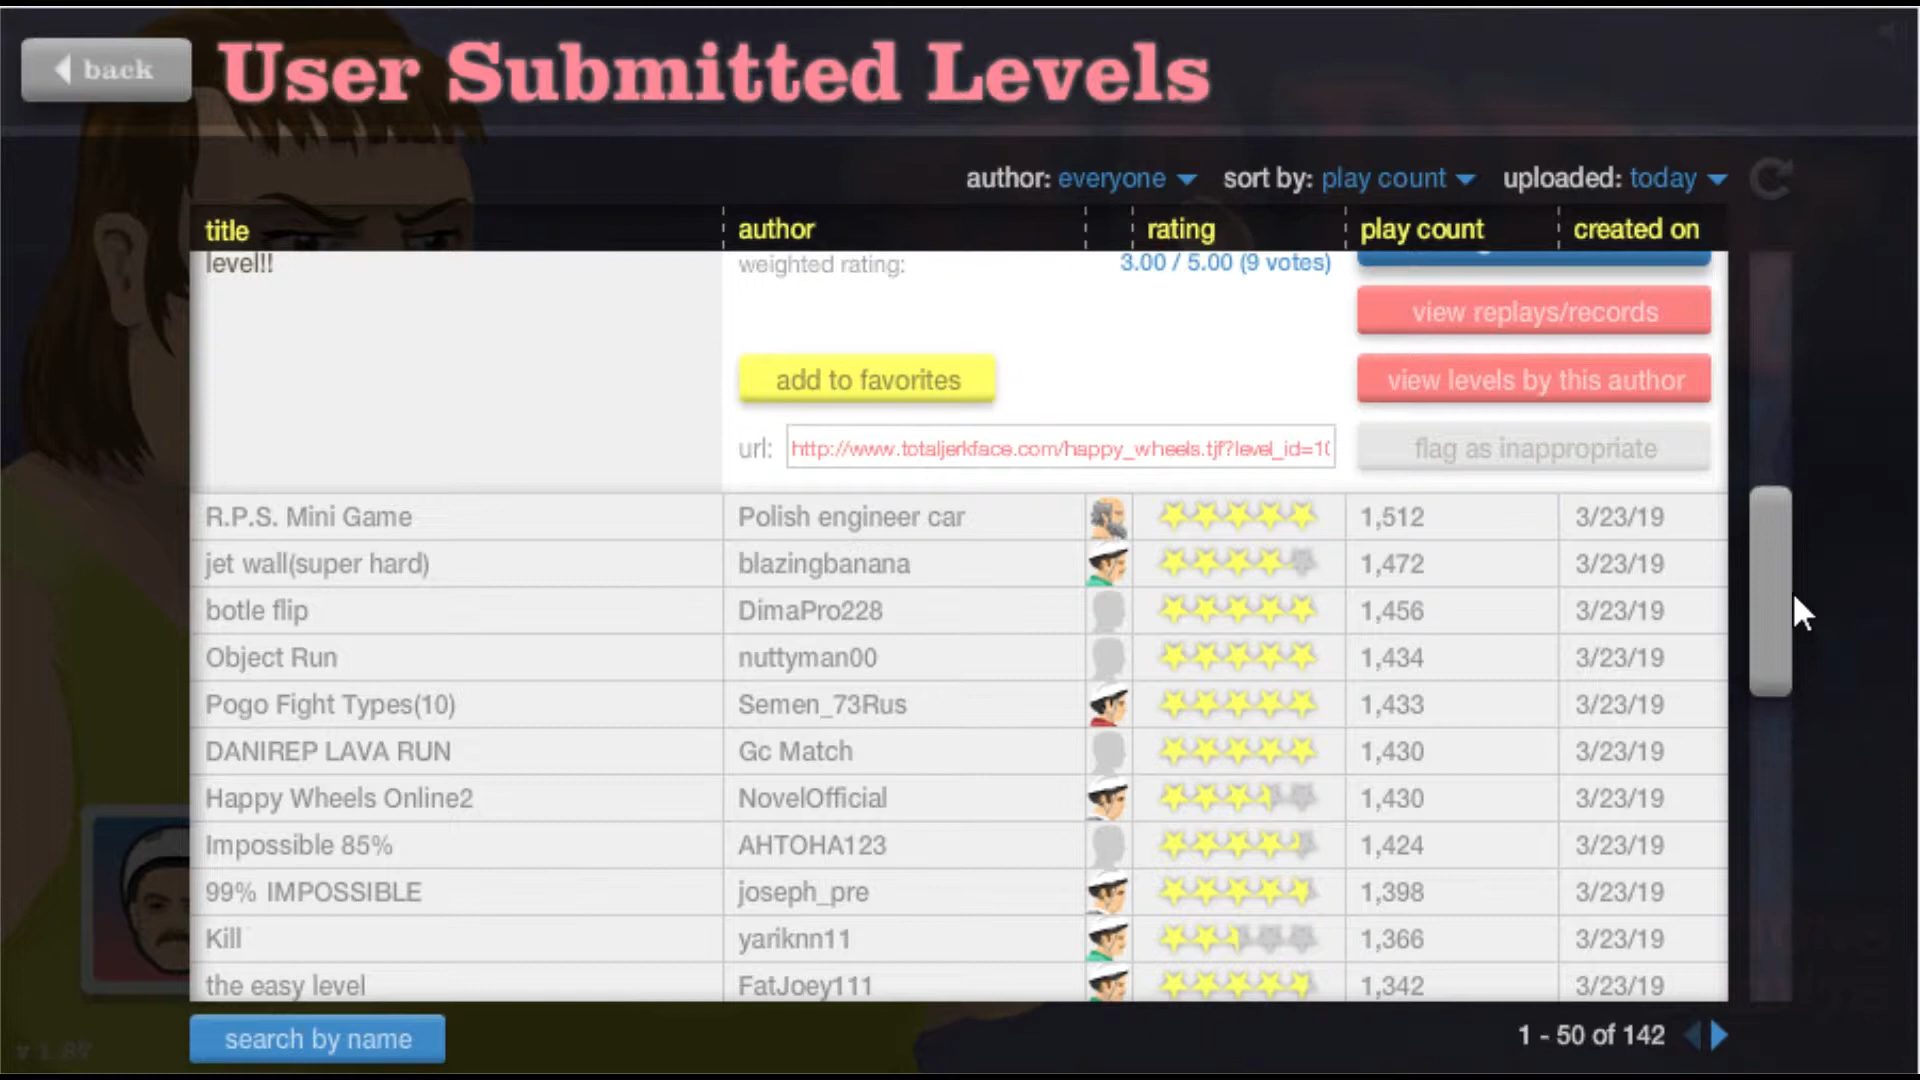 back
User Submitted Levels
author: everyone sort by: play count uploaded: today
title author rating play count created on
level!! weighted rating: 3.00 / 5.00 (9 votes)
view replays/records
add to favorites view levels by this author
url: http://www.totaljerkface.com/happy_wheels.tjf?level_id=1( flag as inappropriate
R.P.S. Mini Game Polish engineer car 1,512 3/23/19
jet wall(super hard) blazingbanana 1,472 3/23/19
botle flip DimaPro228 1,456 3/23/19
Object Run nuttyman00 1,434 3/23/19
Pogo Fight Types(10) Semen_73Rus 1,433 3/23/19
DANIREP LAVA RUN Gc Match 1,430 3/23/19
Happy Wheels Online2 NovelOfficial 1,430 3/23/19
Impossible 85% AHTOHA123 1,424 3/23/19
99% IMPOSSIBLE joseph_pre 1,398 3/23/19
Kill yariknn11 1,366 3/23/19
the easy level FatJoey111 1,342 3/23/19
search by name 1 - 50 of 142